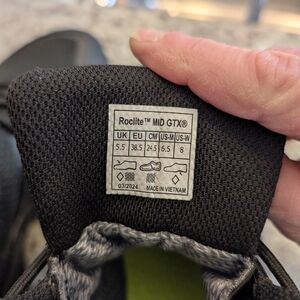 Roclite™ MID GTX®
UK EU CM US-M US-W
5.5 38.5 24.5 6.5 8
03/2024 MADE IN VIETNAM